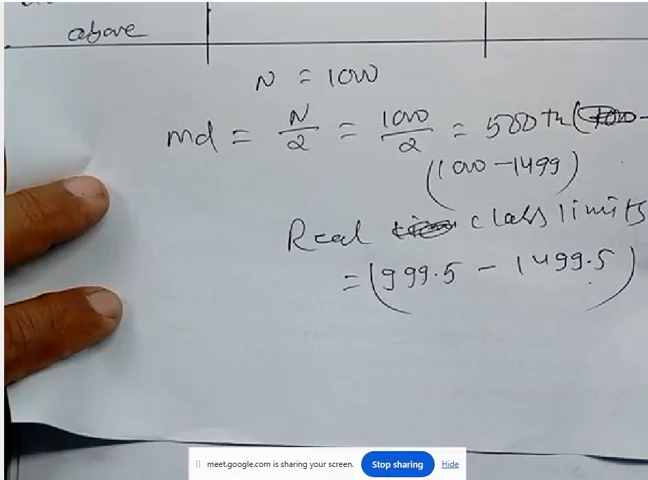 above
N = 1000
md = N/2 = 1000/2 = 500th (
(1000 - 1499)
Real class limits
= (999.5 - 1499.5)
meet.google.com is sharing your screen. Stop sharing Hide